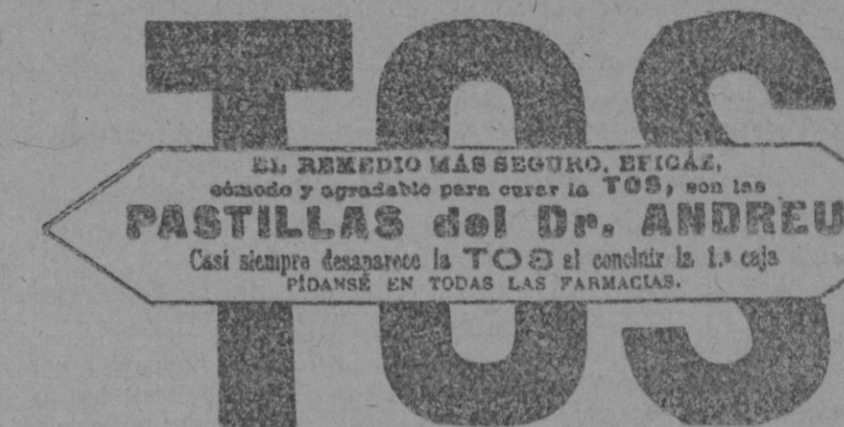 TOS
EL REMEDIO MÁS SEGURO, EFICÁZ,
cómodo y agradable para curar la TOS, son las
PASTILLAS del Dr. ANDREU
Casi siempre desaparece la TOS al concluir la 1.ª caja
PÍDANSE EN TODAS LAS FARMACIAS.